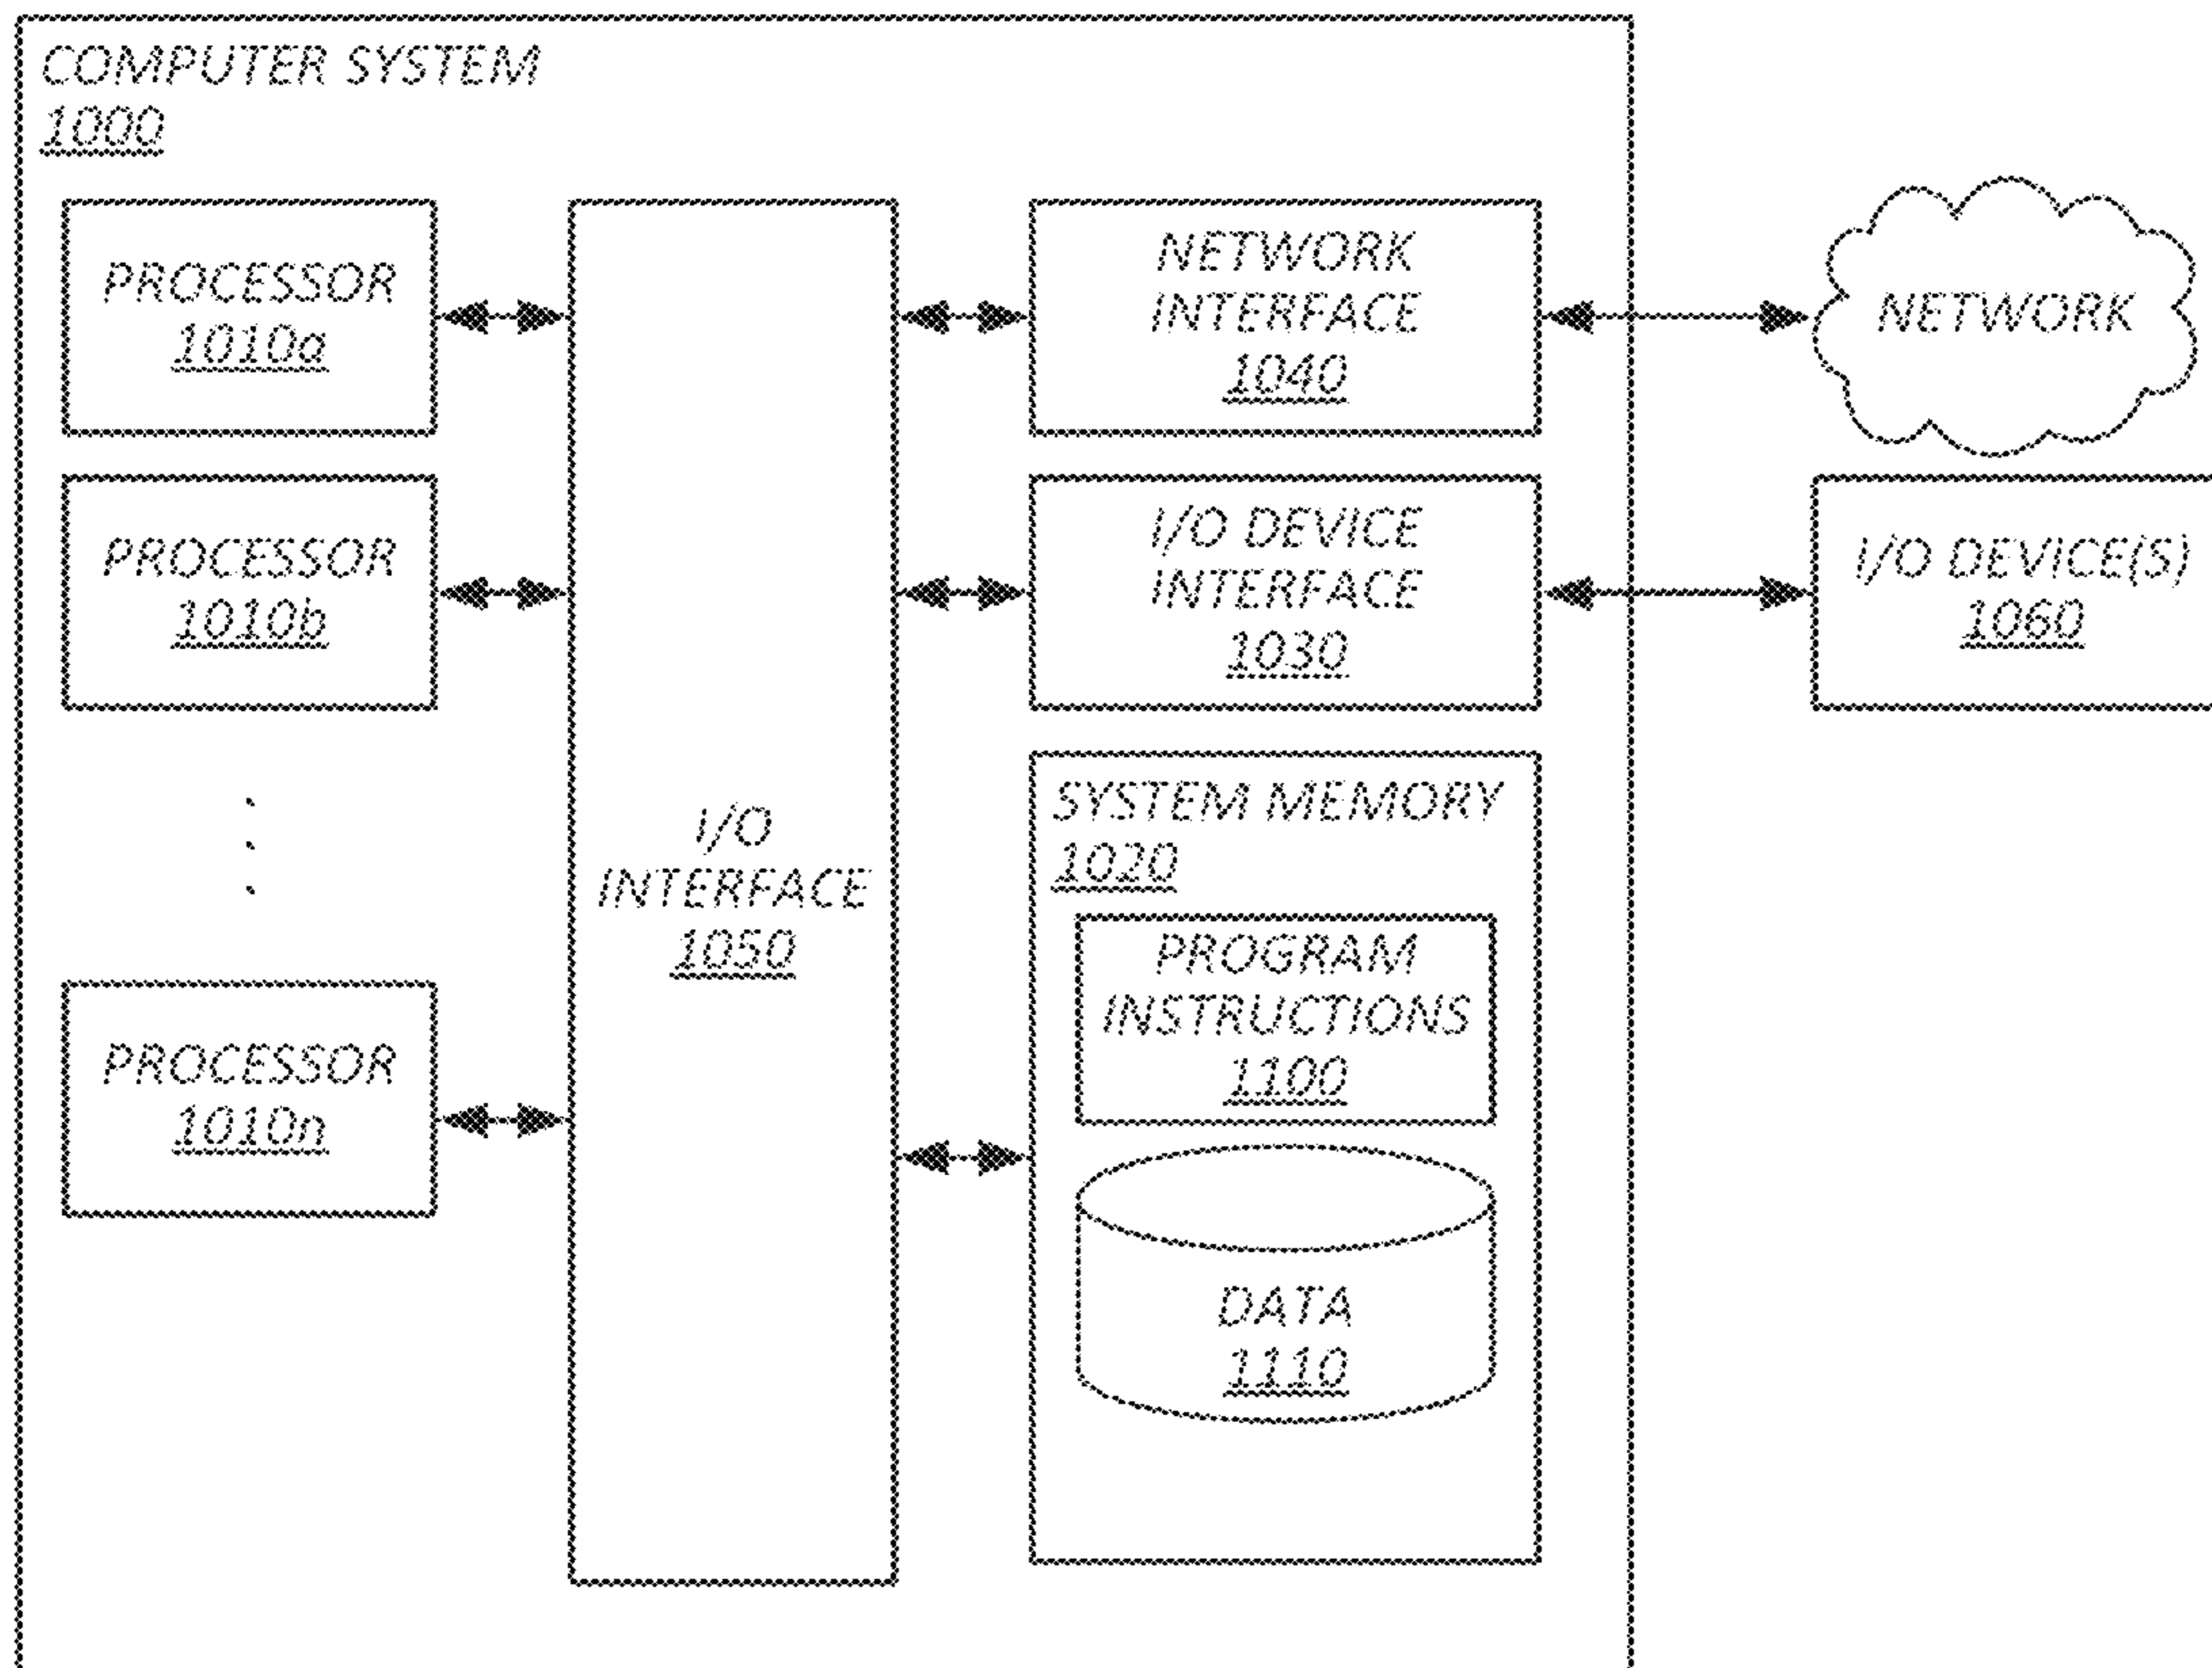 COMPUTER SYSTEM
1000
PROCESSOR
1010a
PROCESSOR
1010b
PROCESSOR
1010n
I/O
INTERFACE
1050
NETWORK
INTERFACE
1040
I/O DEVICE
INTERFACE
1030
SYSTEM MEMORY
1020
PROGRAM
INSTRUCTIONS
1100
DATA
1110
NETWORK
I/O DEVICE(S)
1060